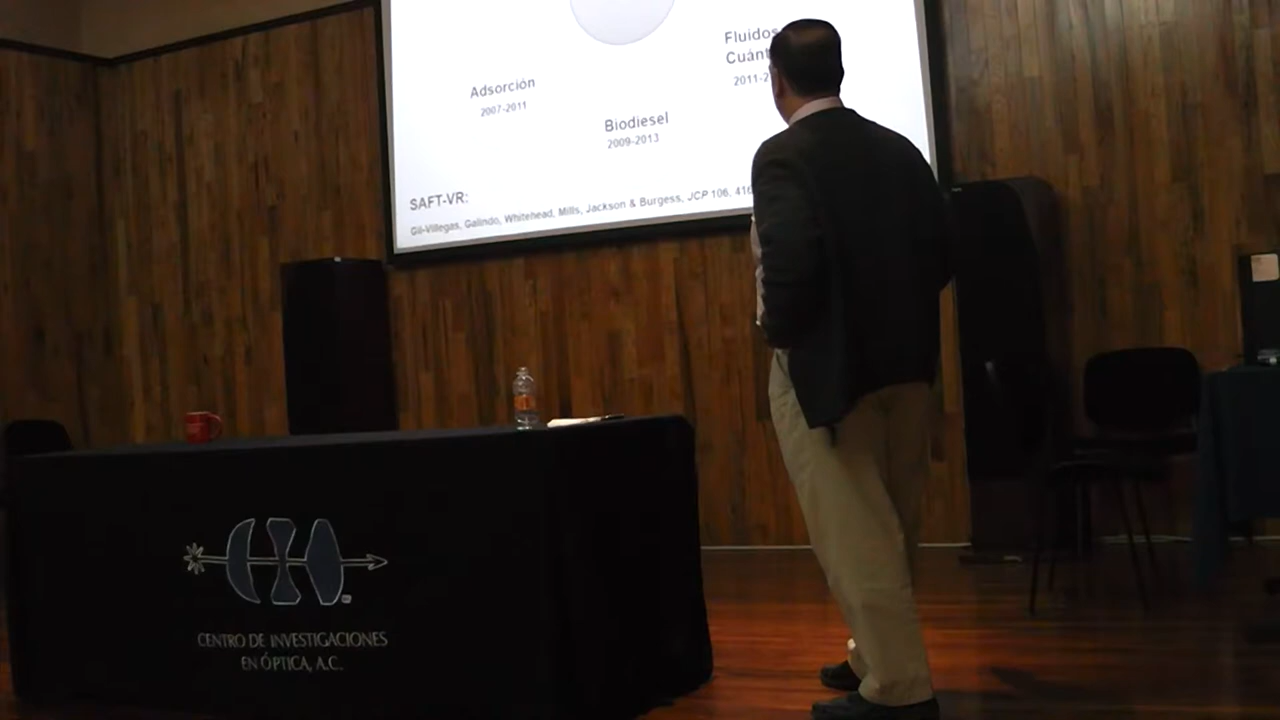 Fluidos
Cuánt
2011-2
Adsorción
2007-2011
Biodiesel
2009-2013
SAFT-VR:
Gil-Villegas, Galindo, Whitehead, Mills, Jackson & Burgess, JCP 106, 416
CENTRO DE INVESTIGACIONES
EN ÓPTICA, A.C.